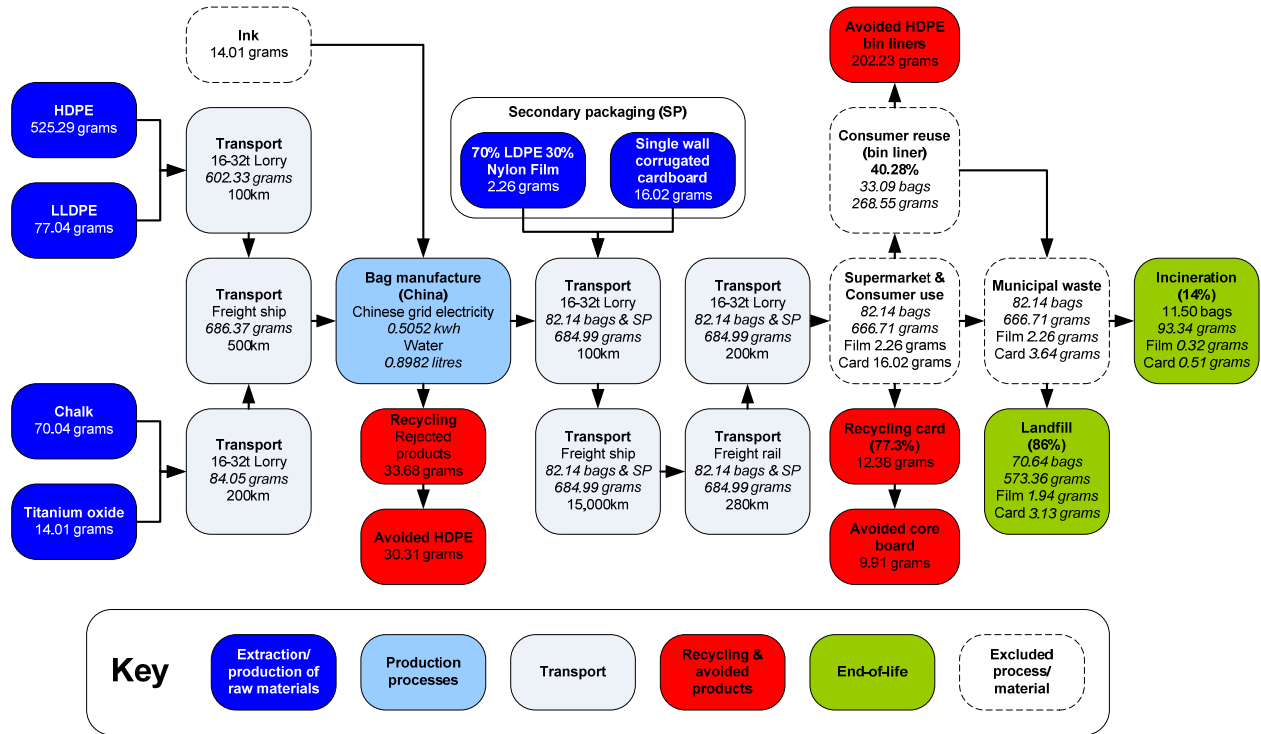 Ink
14.01 grams
HDPE
525.29 grams
LLDPE
77.04 grams
Transport
16-32t Lorry
602.33 grams
100km
Transport
Freight ship
686.37 grams
500km
Chalk
70.04 grams
Titanium oxide
14.01 grams
Transport
16-32t Lorry
84.05 grams
200km
Bag manufacture
(China)
Chinese grid electricity
0.5052 kwh
Water
0.8982 litres
Recycling
Rejected
products
33.68 grams
Avoided HDPE
30.31 grams
Secondary packaging (SP)
70% LDPE 30%
Nylon Film
2.26 grams
Single wall
corrugated
cardboard
16.02 grams
Transport
16-32t Lorry
82.14 bags & SP
684.99 grams
100km
Transport
Freight ship
82.14 bags & SP
684.99 grams
15,000km
Transport
Freight rail
82.14 bags & SP
684.99 grams
280km
Transport
16-32t Lorry
82.14 bags & SP
684.99 grams
200km
Avoided HDPE
bin liners
202.23 grams
Consumer reuse
(bin liner)
40.28%
33.09 bags
268.55 grams
Supermarket &
Consumer use
82.14 bags
666.71 grams
Film 2.26 grams
Card 16.02 grams
Recycling card
(77.3%)
12.38 grams
Avoided core
board
9.91 grams
Municipal waste
82.14 bags
666.71 grams
Film 2.26 grams
Card 3.64 grams
Incineration
(14%)
11.50 bags
93.34 grams
Film 0.32 grams
Card 0.51 grams
Landfill
(86%)
70.64 bags
573.36 grams
Film 1.94 grams
Card 3.13 grams
Key
Extraction/
production of
raw materials
Production
processes
Transport
Recycling &
avoided
products
End-of-life
Excluded
process/
material